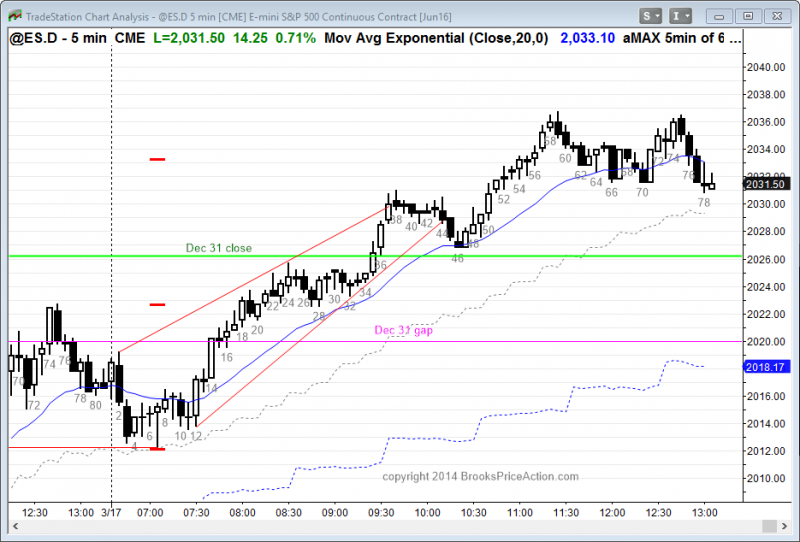 TradeStation Chart Analysis - @ES.D 5 min [CME] E-mini S&P 500 Continuous Contract [Jun16]
S I
@ES.D - 5 min CME L=2,031.50 14.25 0.71% Mov Avg Exponential (Close,20,0) 2,033.10 aMAX 5min of 6 ...
2040.00
2038.00
2036.00
2034.00
2032.00
2031.50
2030.00
2028.00
2026.00
2024.00
2022.00
2020.00
2018.17
2016.00
2014.00
2012.00
2010.00
Dec 31 close
Dec 31 gap
70 72 74 76 78 80 2 4 6 8 10 12 14 16 18 20 22 24 26 28 30 32 34 36 38 40 42 44 46 48 50 52 54 56 58 60 62 64 66 68 70 72 74 76 78
copyright 2014 BrooksPriceAction.com
12:30 13:00 3/17 07:00 07:30 08:00 08:30 09:00 09:30 10:00 10:30 11:00 11:30 12:00 12:30 13:00